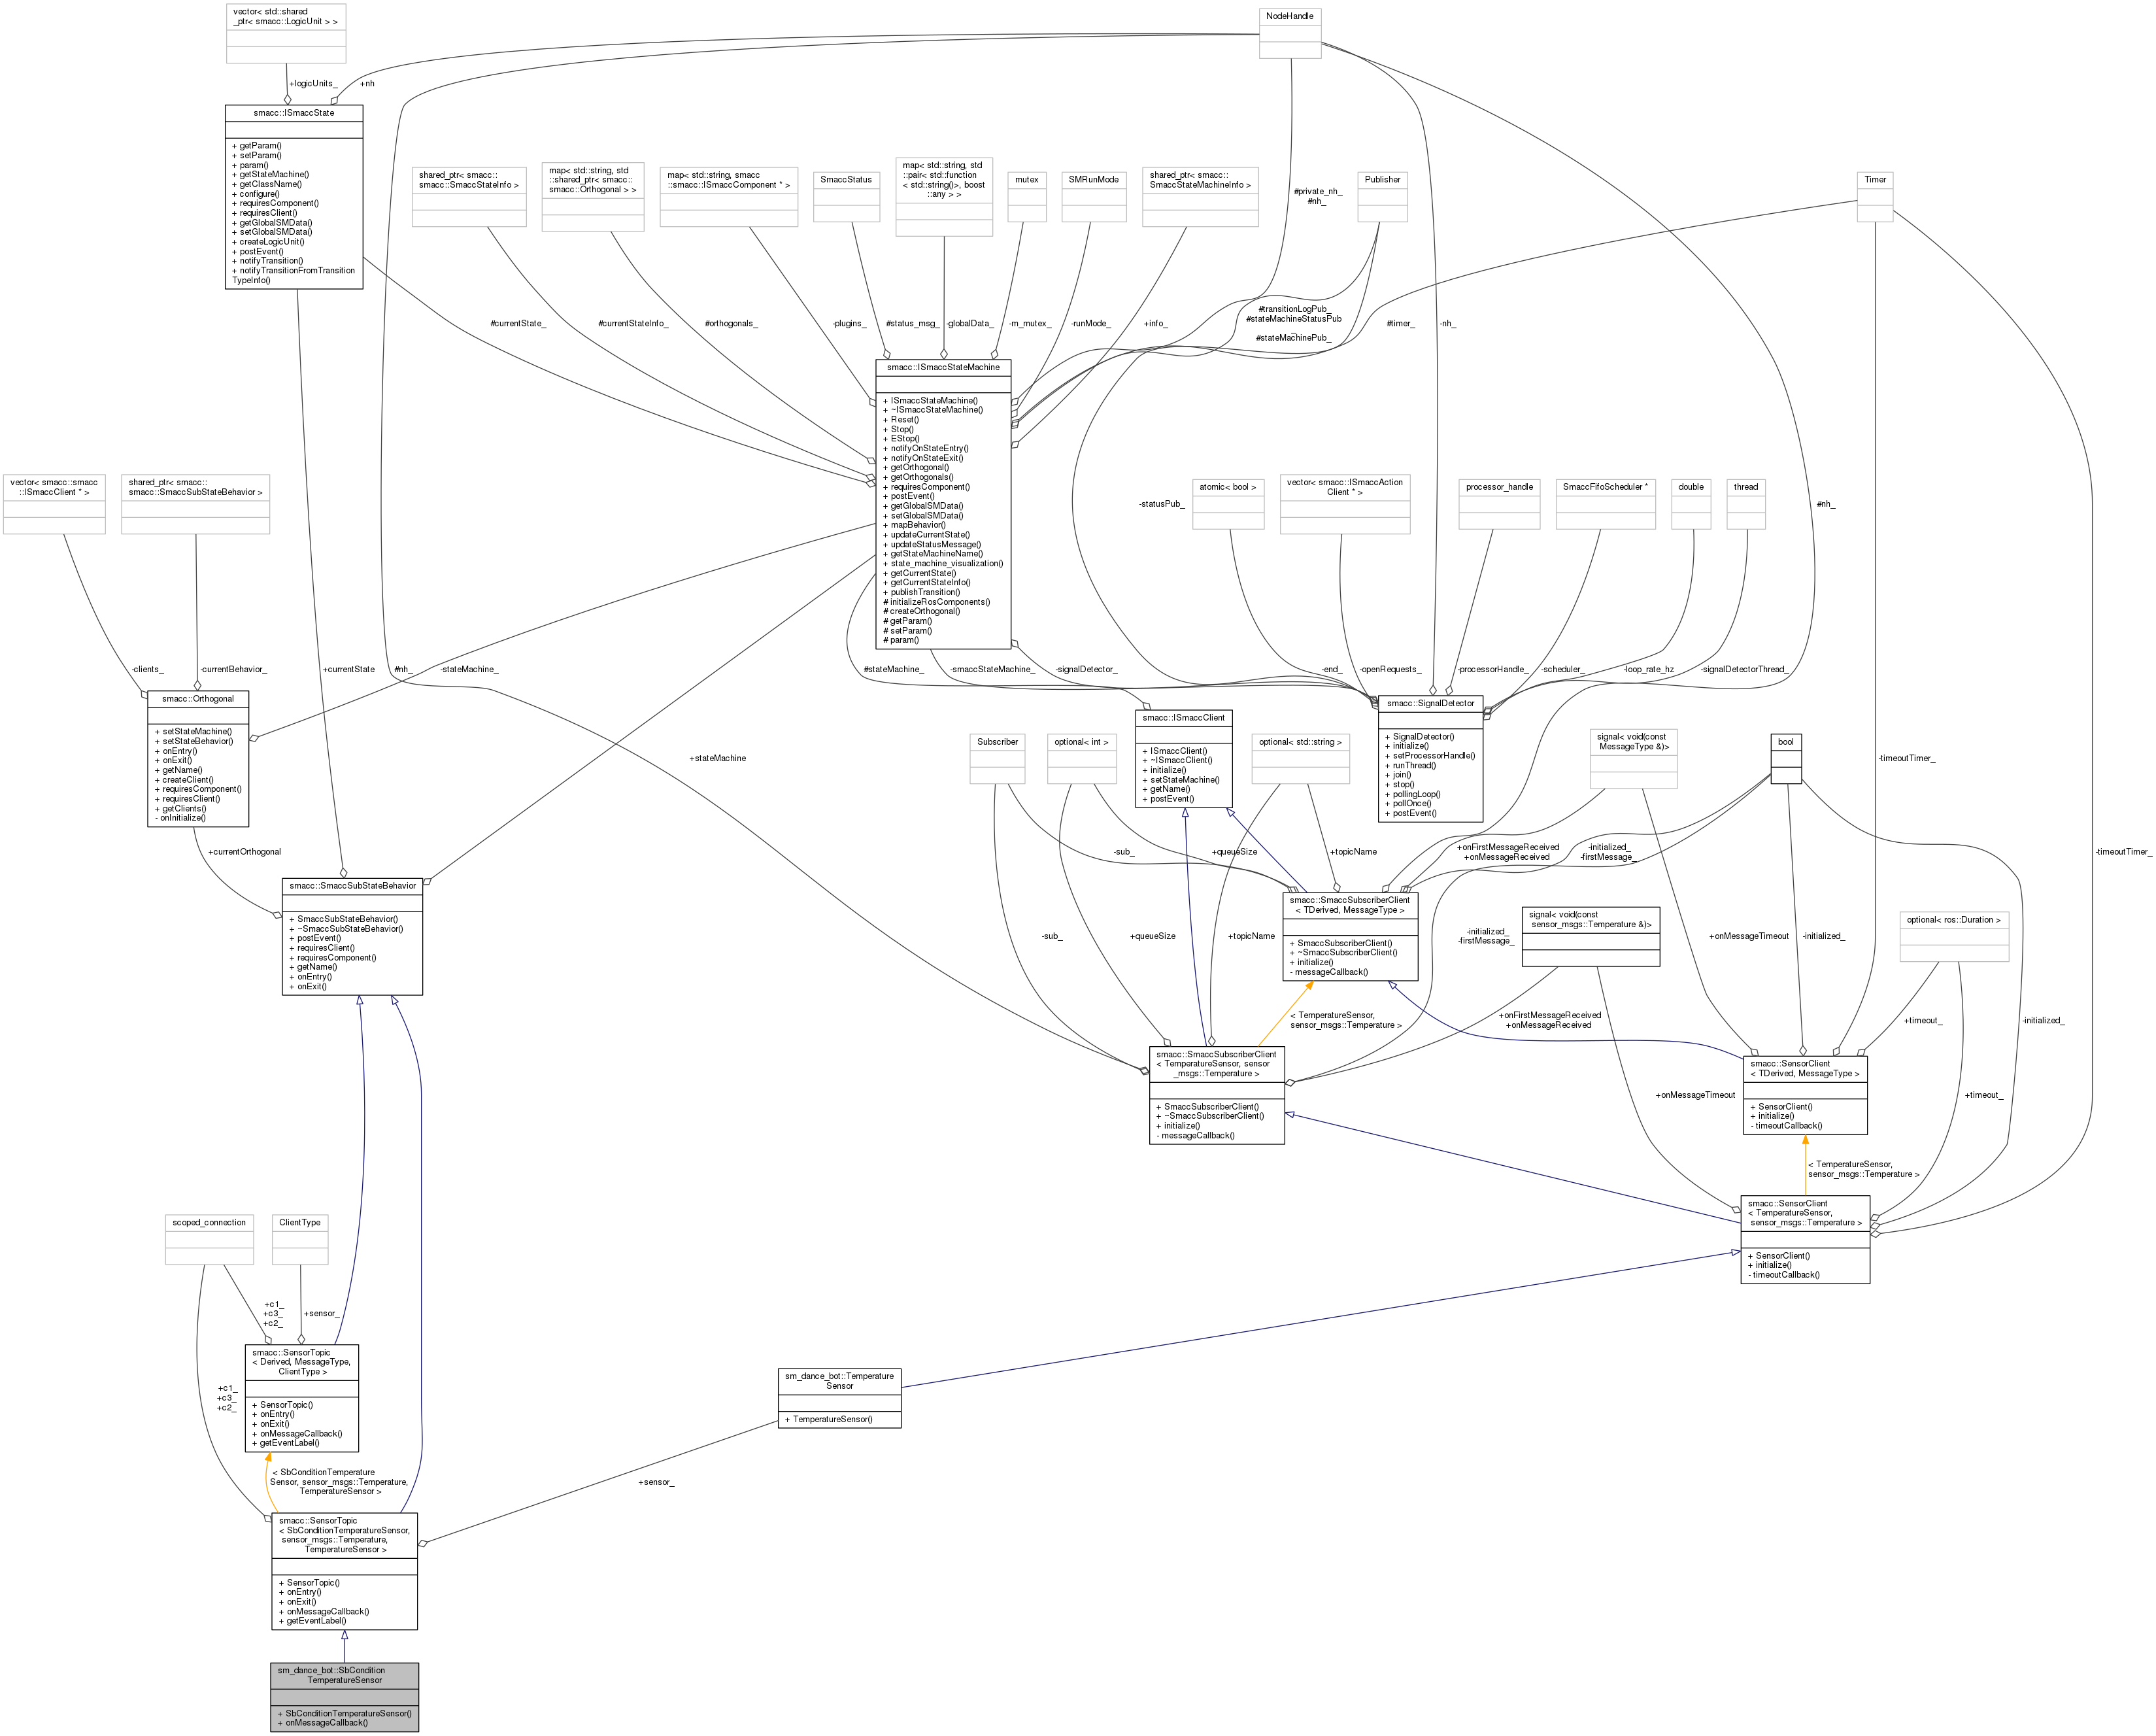 vector< std::shared
_ptr< smacc::LogicUnit > >
NodeHandle
+logicUnits_
+nh
smacc::ISmaccState
+ getParam()
+ setParam()
+ param()
+ getStateMachine()
+ getClassName()
+ configure()
+ requiresComponent()
+ requiresClient()
+ getGlobalSMData()
+ setGlobalSMData()
+ createLogicUnit()
+ postEvent()
+ notifyTransition()
+ notifyTransitionFromTransition
TypeInfo()
shared_ptr< smacc::
smacc::SmaccStateInfo >
map< std::string, std
::shared_ptr< smacc::
smacc::Orthogonal > >
map< std::string, smacc
::smacc::ISmaccComponent * >
SmaccStatus
map< std::string, std
::pair< std::function
< std::string()>, boost
::any > >
mutex
SMRunMode
shared_ptr< smacc::
SmaccStateMachineInfo >
#private_nh_
#nh_
Publisher
Timer
#currentState_
#currentStateInfo_
#orthogonals_
-plugins_
#status_msg_
-globalData_
-m_mutex_
-runMode_
+info_
#transitionLogPub_
#stateMachineStatusPub
_
#stateMachinePub_
#timer_
-nh_
smacc::ISmaccStateMachine
+ ISmaccStateMachine()
+ ~ISmaccStateMachine()
+ Reset()
+ Stop()
+ EStop()
+ notifyOnStateEntry()
+ notifyOnStateExit()
+ getOrthogonal()
+ getOrthogonals()
+ requiresComponent()
+ postEvent()
+ getGlobalSMData()
+ setGlobalSMData()
+ mapBehavior()
+ updateCurrentState()
+ updateStatusMessage()
+ getStateMachineName()
+ state_machine_visualization()
+ getCurrentState()
+ getCurrentStateInfo()
+ publishTransition()
# initializeRosComponents()
# createOrthogonal()
# getParam()
# setParam()
# param()
vector< smacc::smacc
::ISmaccClient * >
shared_ptr< smacc::
smacc::SmaccSubStateBehavior >
-statusPub_
atomic< bool >
vector< smacc::ISmaccAction
Client * >
processor_handle
SmaccFifoScheduler *
double
thread
#nh_
-clients_
-currentBehavior_
+currentState
#nh_
-stateMachine_
#stateMachine_
-smaccStateMachine_
-signalDetector_
-end_
-openRequests_
-processorHandle_
-scheduler_
-loop_rate_hz
-signalDetectorThread_
smacc::Orthogonal
+ setStateMachine()
+ setStateBehavior()
+ onEntry()
+ onExit()
+ getName()
+ createClient()
+ requiresComponent()
+ requiresClient()
+ getClients()
- onInitialize()
smacc::SignalDetector
+ SignalDetector()
+ initialize()
+ setProcessorHandle()
+ runThread()
+ join()
+ stop()
+ pollingLoop()
+ pollOnce()
+ postEvent()
smacc::ISmaccClient
+ ISmaccClient()
+ ~ISmaccClient()
+ initialize()
+ setStateMachine()
+ getName()
+ postEvent()
+stateMachine
Subscriber
optional< int >
optional< std::string >
signal< void(const
MessageType &)>
bool
-timeoutTimer_
+currentOrthogonal
-sub_
+queueSize
+topicName
+onFirstMessageReceived
+onMessageReceived
-initialized_
-firstMessage_
-timeoutTimer_
smacc::SmaccSubStateBehavior
+ SmaccSubStateBehavior()
+ ~SmaccSubStateBehavior()
+ postEvent()
+ requiresClient()
+ requiresComponent()
+ getName()
+ onEntry()
+ onExit()
smacc::SmaccSubscriberClient
< TDerived, MessageType >
+ SmaccSubscriberClient()
+ ~SmaccSubscriberClient()
+ initialize()
- messageCallback()
signal< void(const
sensor_msgs::Temperature &)>
optional< ros::Duration >
-sub_
+queueSize
+topicName
-initialized_
-firstMessage_
+onMessageTimeout
-initialized_
< TemperatureSensor,
sensor_msgs::Temperature >
+onFirstMessageReceived
+onMessageReceived
+timeout_
-initialized_
smacc::SmaccSubscriberClient
< TemperatureSensor, sensor
_msgs::Temperature >
+ SmaccSubscriberClient()
+ ~SmaccSubscriberClient()
+ initialize()
- messageCallback()
smacc::SensorClient
< TDerived, MessageType >
+ SensorClient()
+ initialize()
- timeoutCallback()
+onMessageTimeout
+timeout_
< TemperatureSensor,
sensor_msgs::Temperature >
smacc::SensorClient
< TemperatureSensor,
sensor_msgs::Temperature >
+ SensorClient()
+ initialize()
- timeoutCallback()
scoped_connection
ClientType
+c1_
+c3_
+c2_
+sensor_
smacc::SensorTopic
< Derived, MessageType,
ClientType >
+ SensorTopic()
+ onEntry()
+ onExit()
+ onMessageCallback()
+ getEventLabel()
+c1_
+c3_
+c2_
sm_dance_bot::Temperature
Sensor
+ TemperatureSensor()
< SbConditionTemperature
Sensor, sensor_msgs::Temperature,
TemperatureSensor >
+sensor_
smacc::SensorTopic
< SbConditionTemperatureSensor,
sensor_msgs::Temperature,
TemperatureSensor >
+ SensorTopic()
+ onEntry()
+ onExit()
+ onMessageCallback()
+ getEventLabel()
sm_dance_bot::SbCondition
TemperatureSensor
+ SbConditionTemperatureSensor()
+ onMessageCallback()